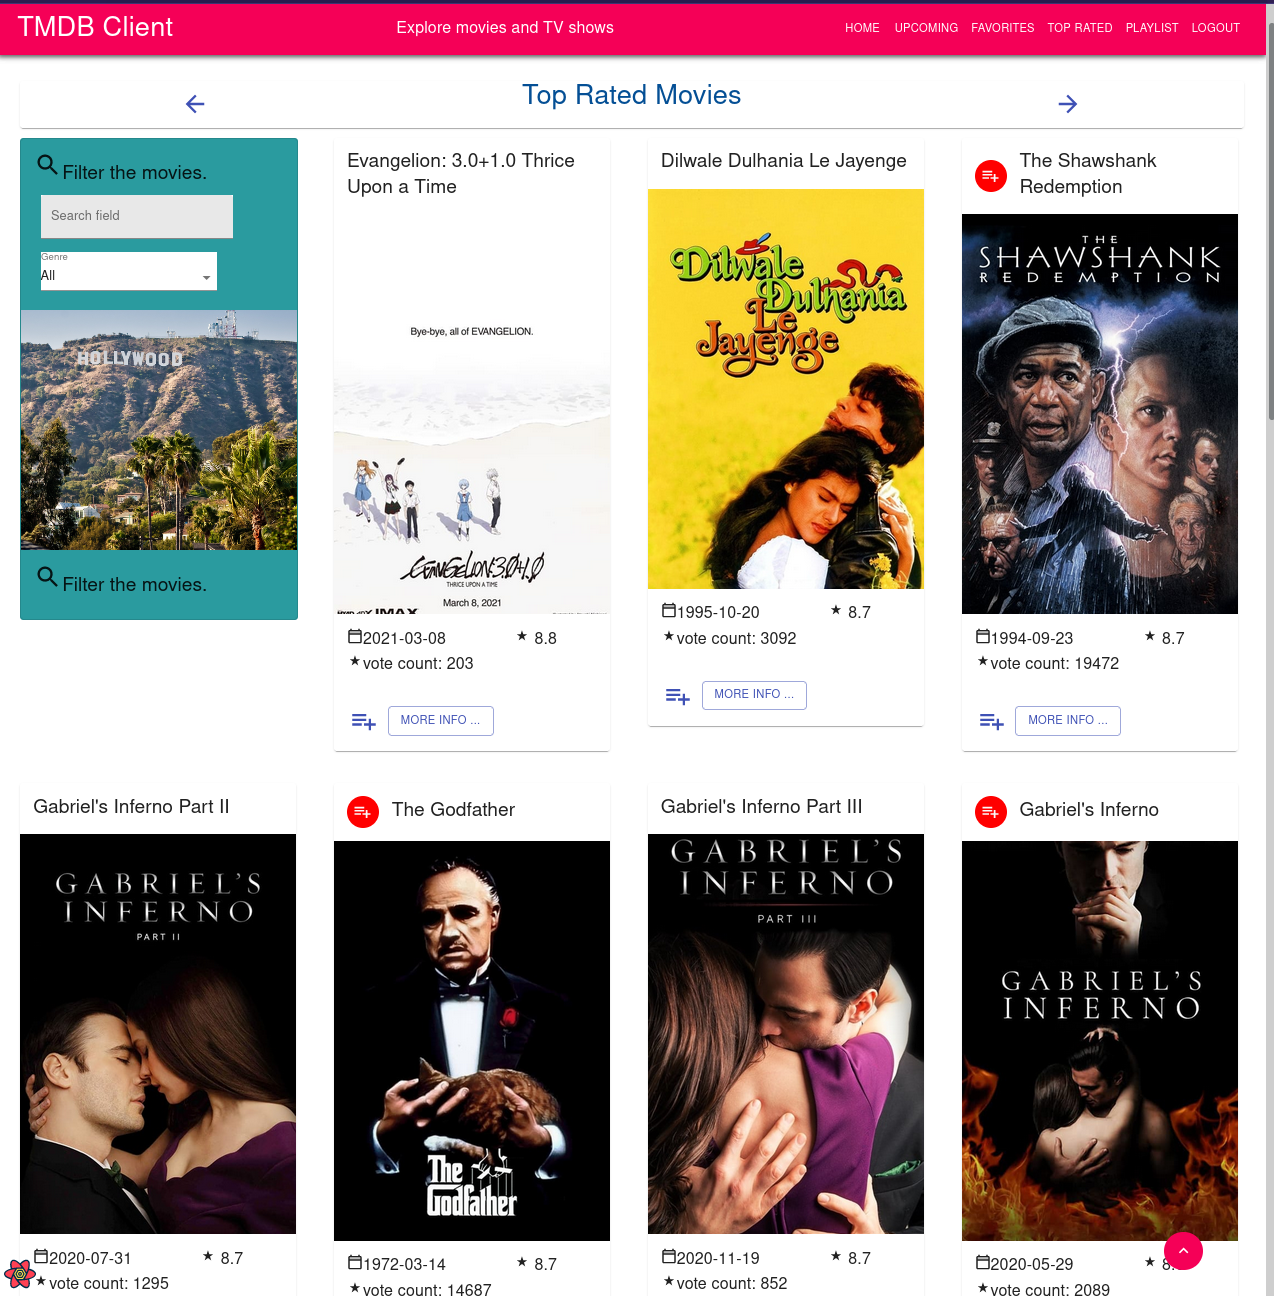 TMDB Client
Explore movies and TV shows
HOME UPCOMING FAVORITES TOP RATED PLAYLIST LOGOUT
Top Rated Movies
Filter the movies.
Search field
Genre
All
HOLLYWOOD
Filter the movies.
Evangelion: 3.0+1.0 Thrice
Upon a Time
Bye-bye, all of EVANGELION.
EVANGELION:3.0+1.0
THRICE UPON A TIME
March 8, 2021
IMAX
2021-03-08
8.8
vote count: 203
MORE INFO ...
Dilwale Dulhania Le Jayenge
Dilwale
Dulhania
Le
Jayenge
1995-10-20
8.7
vote count: 3092
MORE INFO ...
The Shawshank
Redemption
THE
SHAWSHANK
REDEMPTION
1994-09-23
8.7
vote count: 19472
MORE INFO ...
Gabriel's Inferno Part II
GABRIEL'S
INFERNO
PART II
2020-07-31
8.7
vote count: 1295
The Godfather
The
Godfather
1972-03-14
8.7
vote count: 14687
Gabriel's Inferno Part III
GABRIEL'S
INFERNO
PART III
2020-11-19
8.7
vote count: 852
Gabriel's Inferno
GABRIEL'S
INFERNO
2020-05-29
8.
vote count: 2089